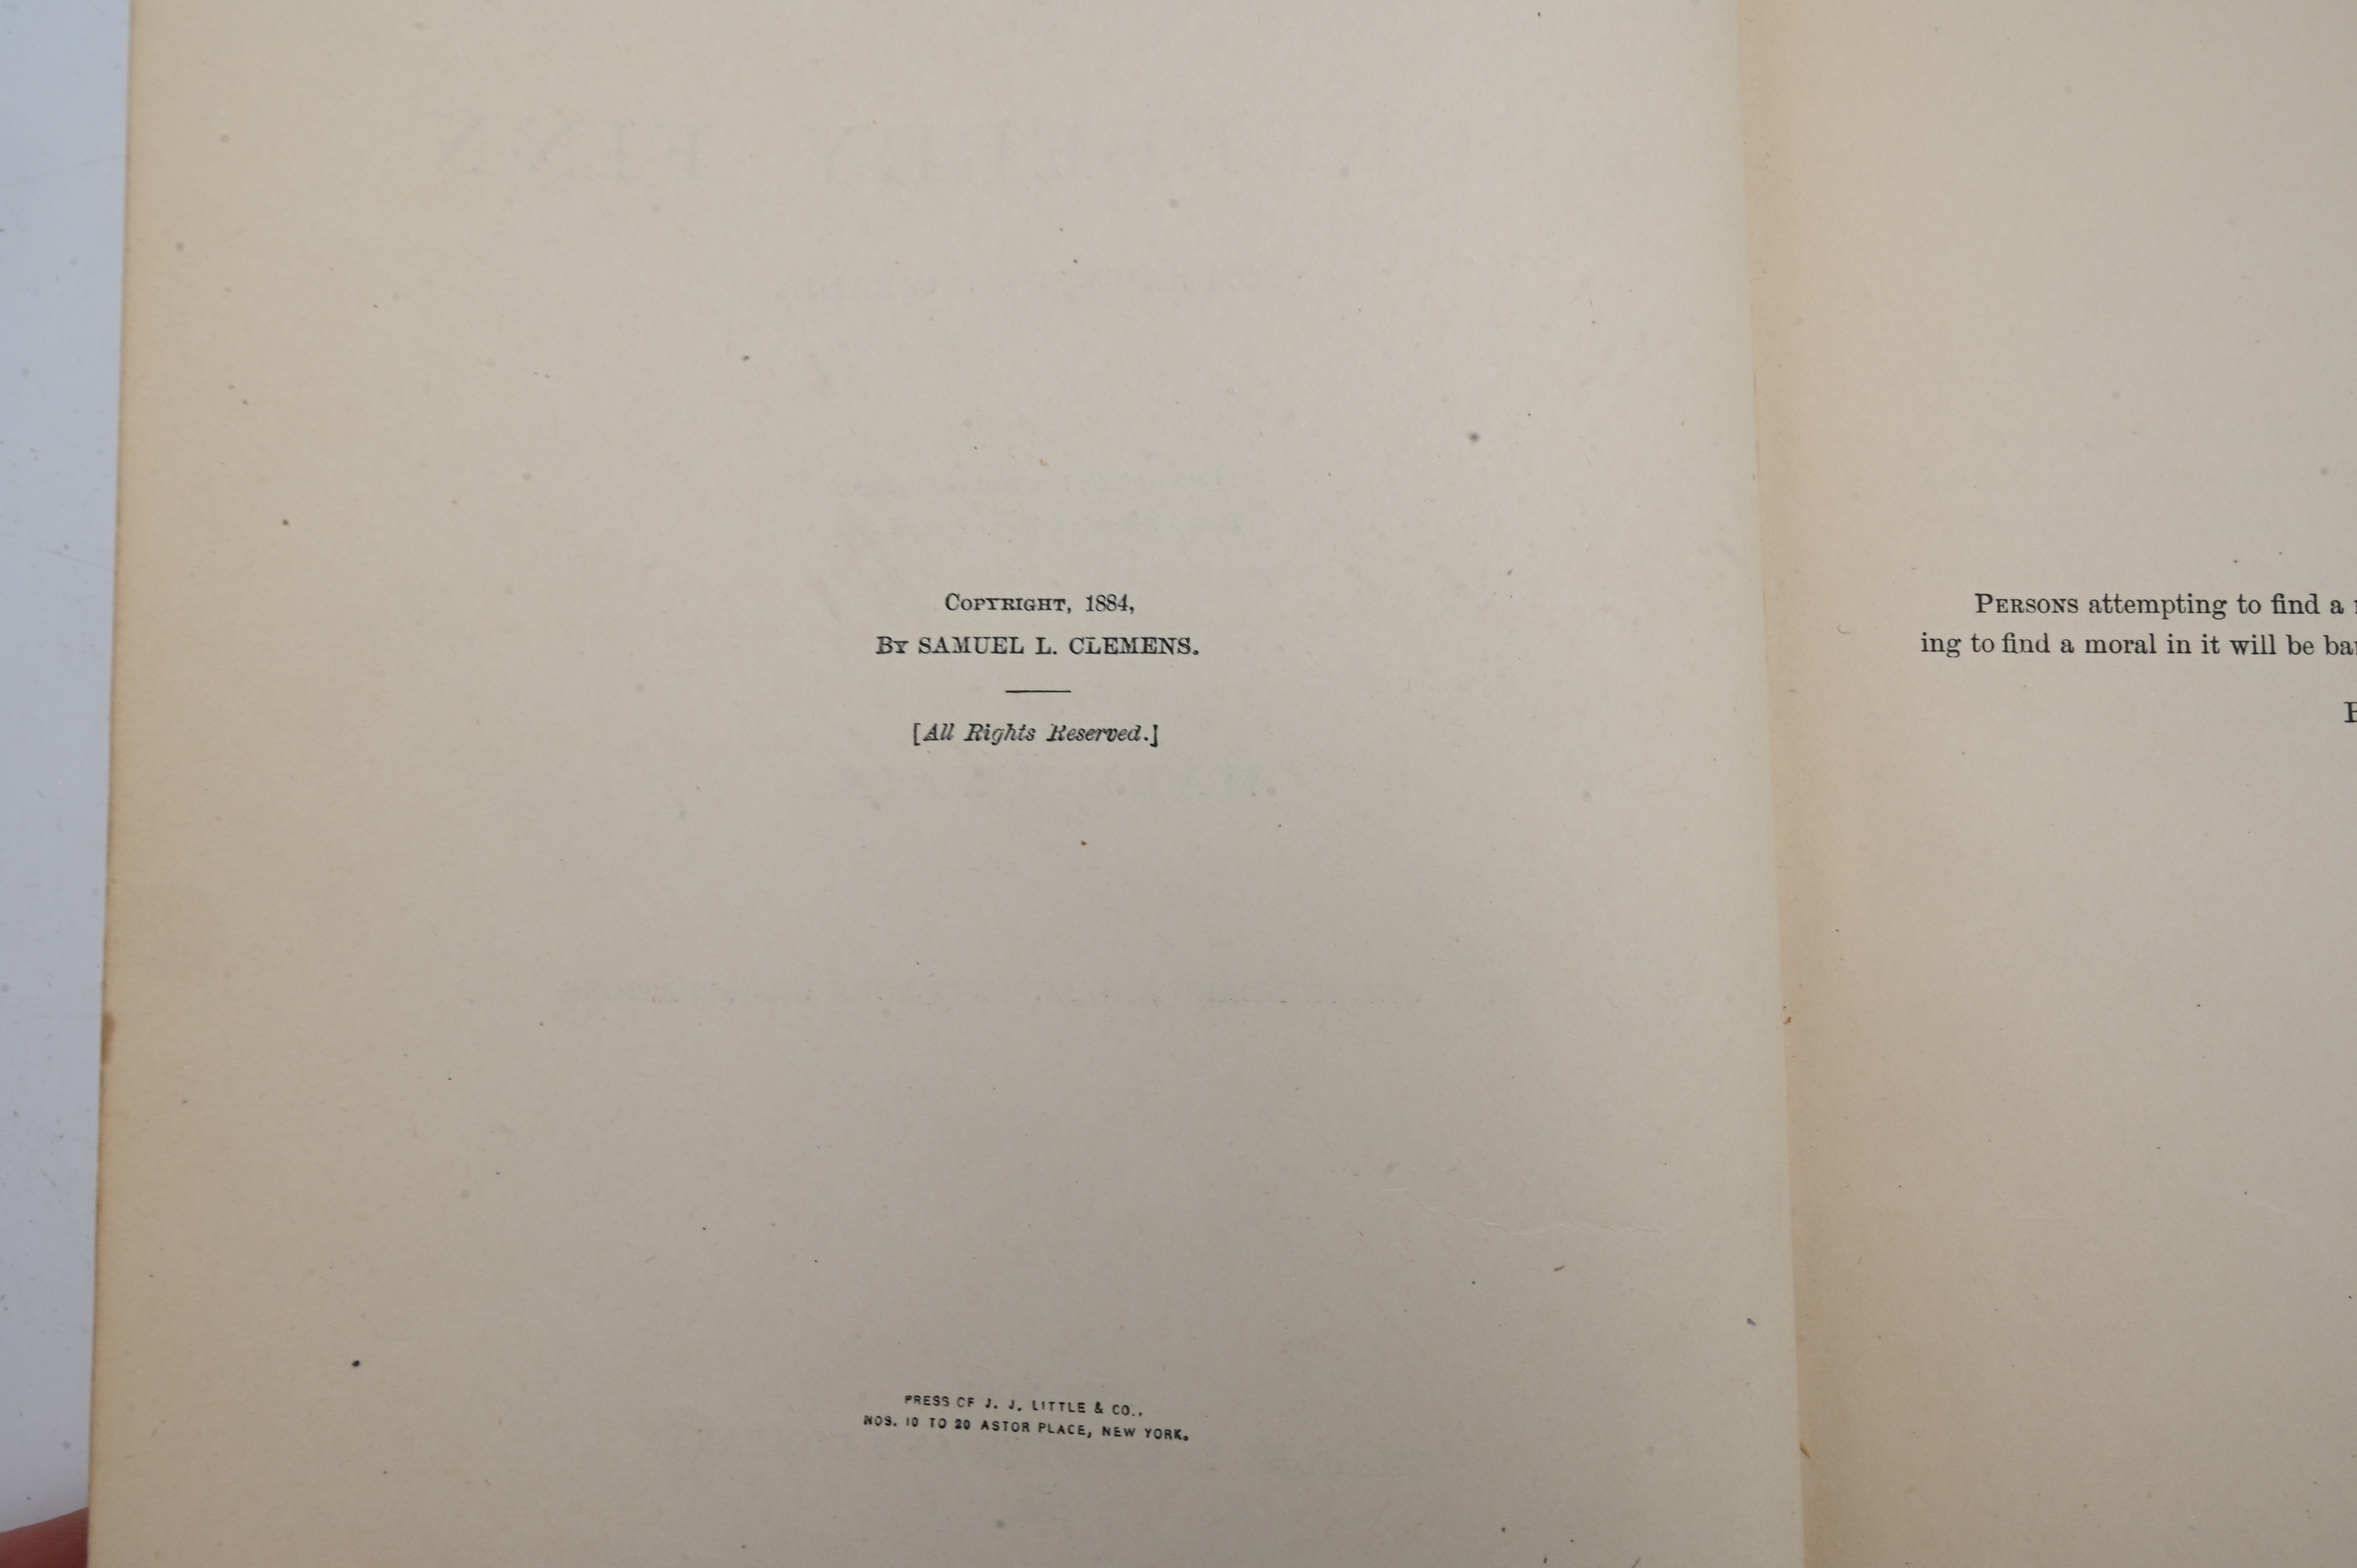 COPYRIGHT, 1884,
BY SAMUEL L. CLEMENS.
[All Rights Reserved.]
PRESS OF J. J. LITTLE & CO.,
NOS. 10 TO 20 ASTOR PLACE, NEW YORK.
PERSONS attempting to find a
ing to find a moral in it will be